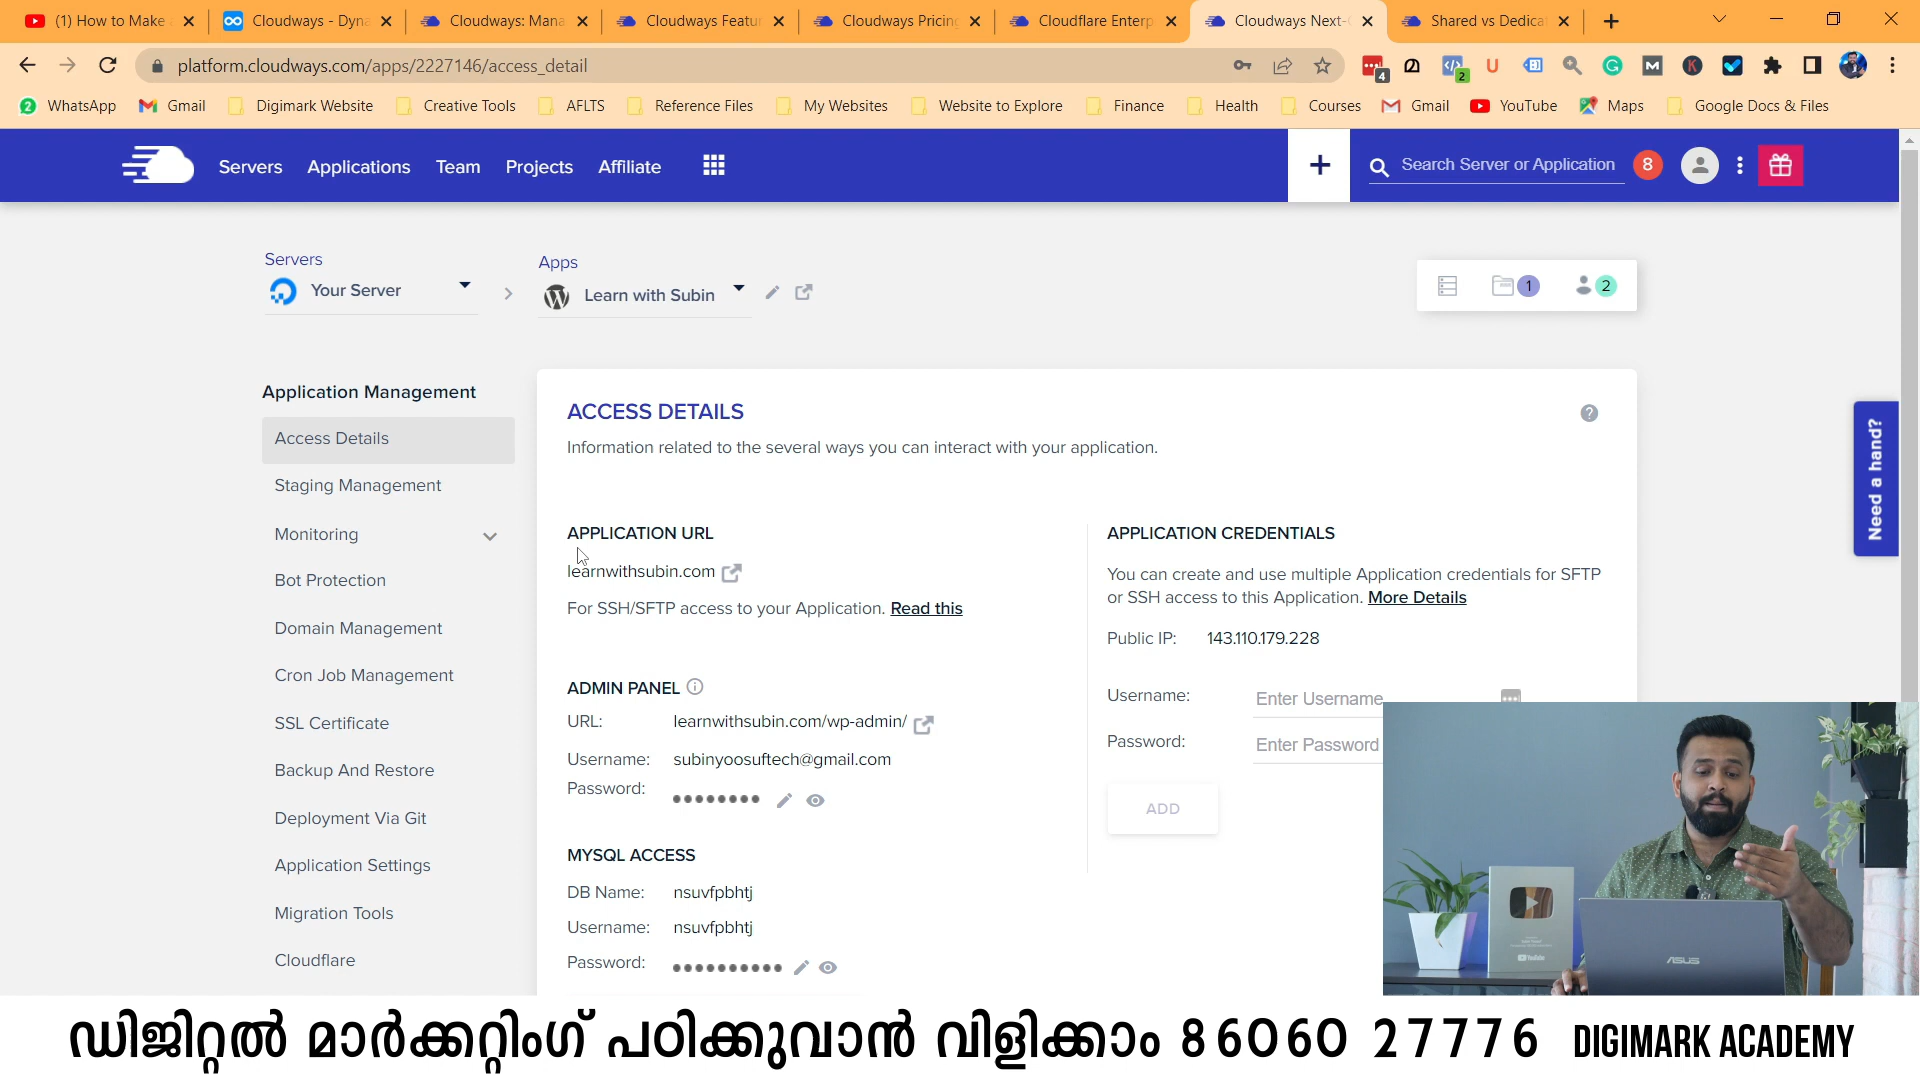 (1) How to Make
Cloudways - Dyna
Cloudways: Mana
Cloudways Featur
Cloudways Pricing
Cloudflare Enterp
Cloudways Next-
Shared vs Dedica
platform.cloudways.com/apps/2227146/access_detail
4
2
WhatsApp
Gmail
Digimark Website
Creative Tools
AFLTS
Reference Files
My Websites
Website to Explore
Finance
Health
Courses
Gmail
YouTube
Maps
Google Docs & Files
Servers
Applications
Team
Projects
Affiliate
+
Search Server or Application
8
Servers
Your Server
Apps
Learn with Subin
1
2
Application Management
Access Details
Staging Management
Monitoring
Bot Protection
Domain Management
Cron Job Management
SSL Certificate
Backup And Restore
Deployment Via Git
Application Settings
Migration Tools
Cloudflare
ACCESS DETAILS
Information related to the several ways you can interact with your application.
APPLICATION URL
learnwithsubin.com
For SSH/SFTP access to your Application. Read this
ADMIN PANEL
URL: learnwithsubin.com/wp-admin/
Username: subinyoosuftech@gmail.com
Password: ●●●●●●●●
MYSQL ACCESS
DB Name: nsuvfpbhtj
Username: nsuvfpbhtj
Password: ●●●●●●●●●●
APPLICATION CREDENTIALS
You can create and use multiple Application credentials for SFTP
or SSH access to this Application. More Details
Public IP: 143.110.179.228
Username: Enter Username
Password: Enter Password
ADD
Need a hand?
YouTube
ASUS
ഡിജിറ്റൽ മാർക്കറ്റിംഗ് പഠിക്കുവാൻ വിളിക്കാം 86060 27776 DIGIMARK ACADEMY